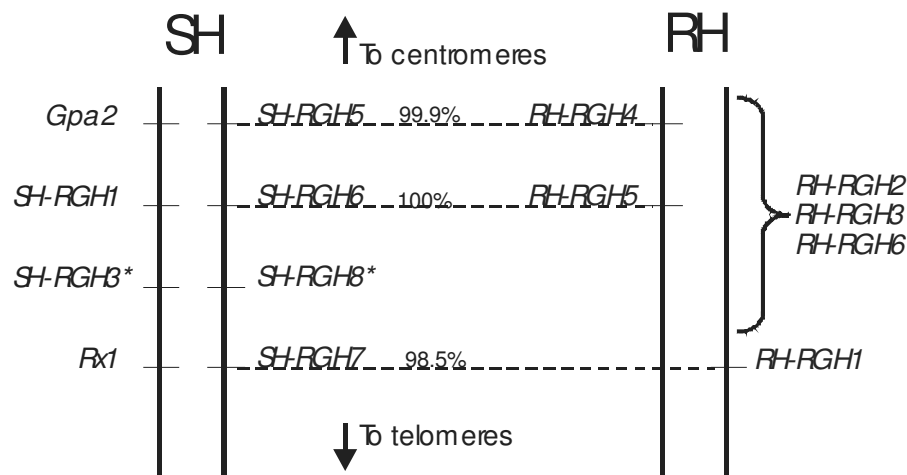 SH RH
To centromeres
Gpa2 SH-RGH5 99.9% RH-RGH4
SH-RGH1 SH-RGH6 100% RH-RGH5
RH-RGH2
RH-RGH3
RH-RGH6
SH-RGH3* SH-RGH8*
Rx1 SH-RGH7 98.5% RH-RGH1
To telomeres